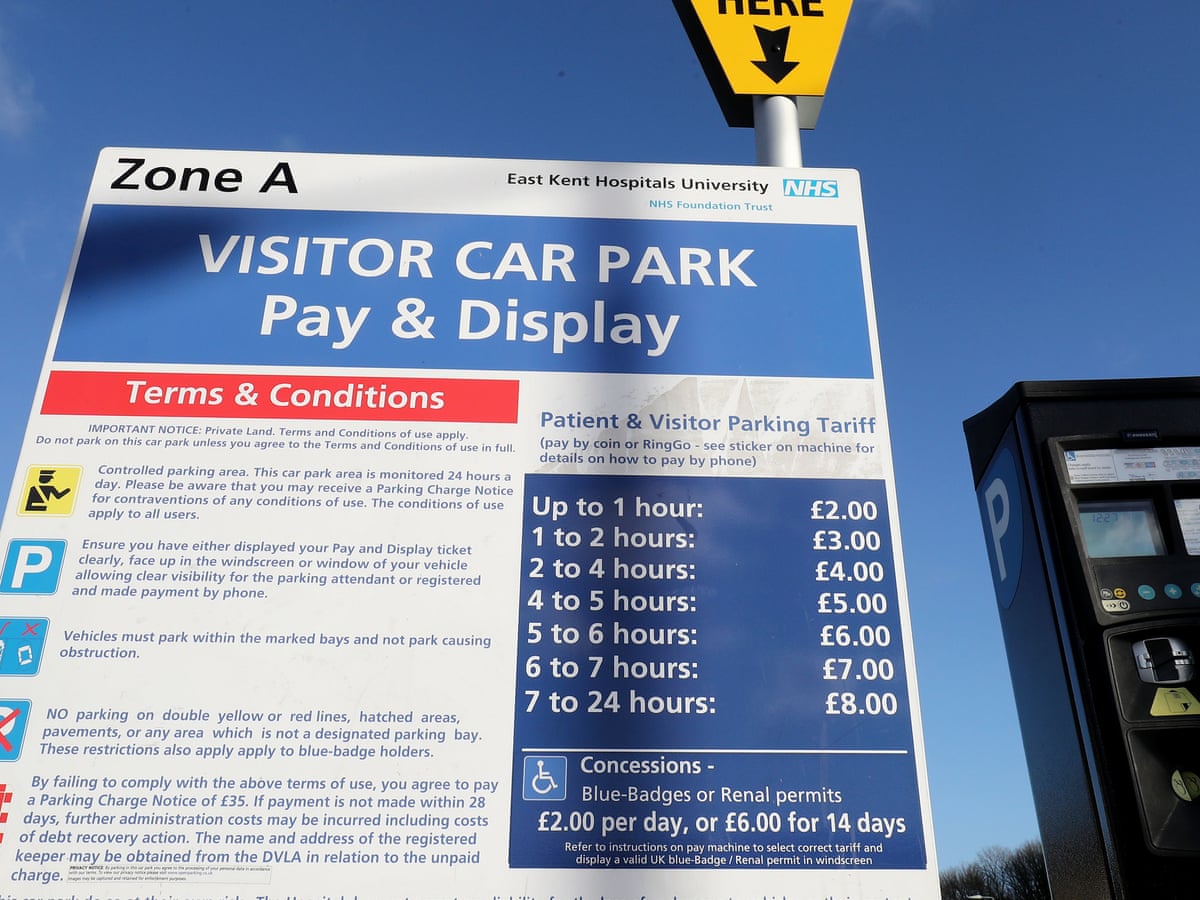 HERE
Zone A
East Kent Hospitals University NHS
NHS Foundation Trust
VISITOR CAR PARK
Pay & Display
Terms & Conditions
IMPORTANT NOTICE: Private Land. Terms and Conditions of use apply.
Do not park on this car park unless you agree to the Terms and Conditions of use in full.
Controlled parking area. This car park area is monitored 24 hours a
day. Please be aware that you may receive a Parking Charge Notice
for contraventions of any conditions of use. The conditions of use
apply to all users.
P
Ensure you have either displayed your Pay and Display ticket
clearly, face up in the windscreen or window of your vehicle
allowing clear visibility for the parking attendant or registered
and made payment by phone.
Vehicles must park within the marked bays and not park causing
obstruction.
NO parking on double yellow or red lines, hatched areas,
pavements, or any area which is not a designated parking bay.
These restrictions also apply apply to blue-badge holders.
By failing to comply with the above terms of use, you agree to pay
a Parking Charge Notice of £35. If payment is not made within 28
days, further administration costs may be incurred including costs
of debt recovery action. The name and address of the registered
keeper may be obtained from the DVLA in relation to the unpaid
charge.
Patient & Visitor Parking Tariff
(pay by coin or RingGo - see sticker on machine for
details on how to pay by phone)
Up to 1 hour: £2.00
1 to 2 hours: £3.00
2 to 4 hours: £4.00
4 to 5 hours: £5.00
5 to 6 hours: £6.00
6 to 7 hours: £7.00
7 to 24 hours: £8.00
Concessions -
Blue-Badges or Renal permits
£2.00 per day, or £6.00 for 14 days
Refer to instructions on pay machine to select correct tariff and
display a valid UK blue-Badge / Renal permit in windscreen
P